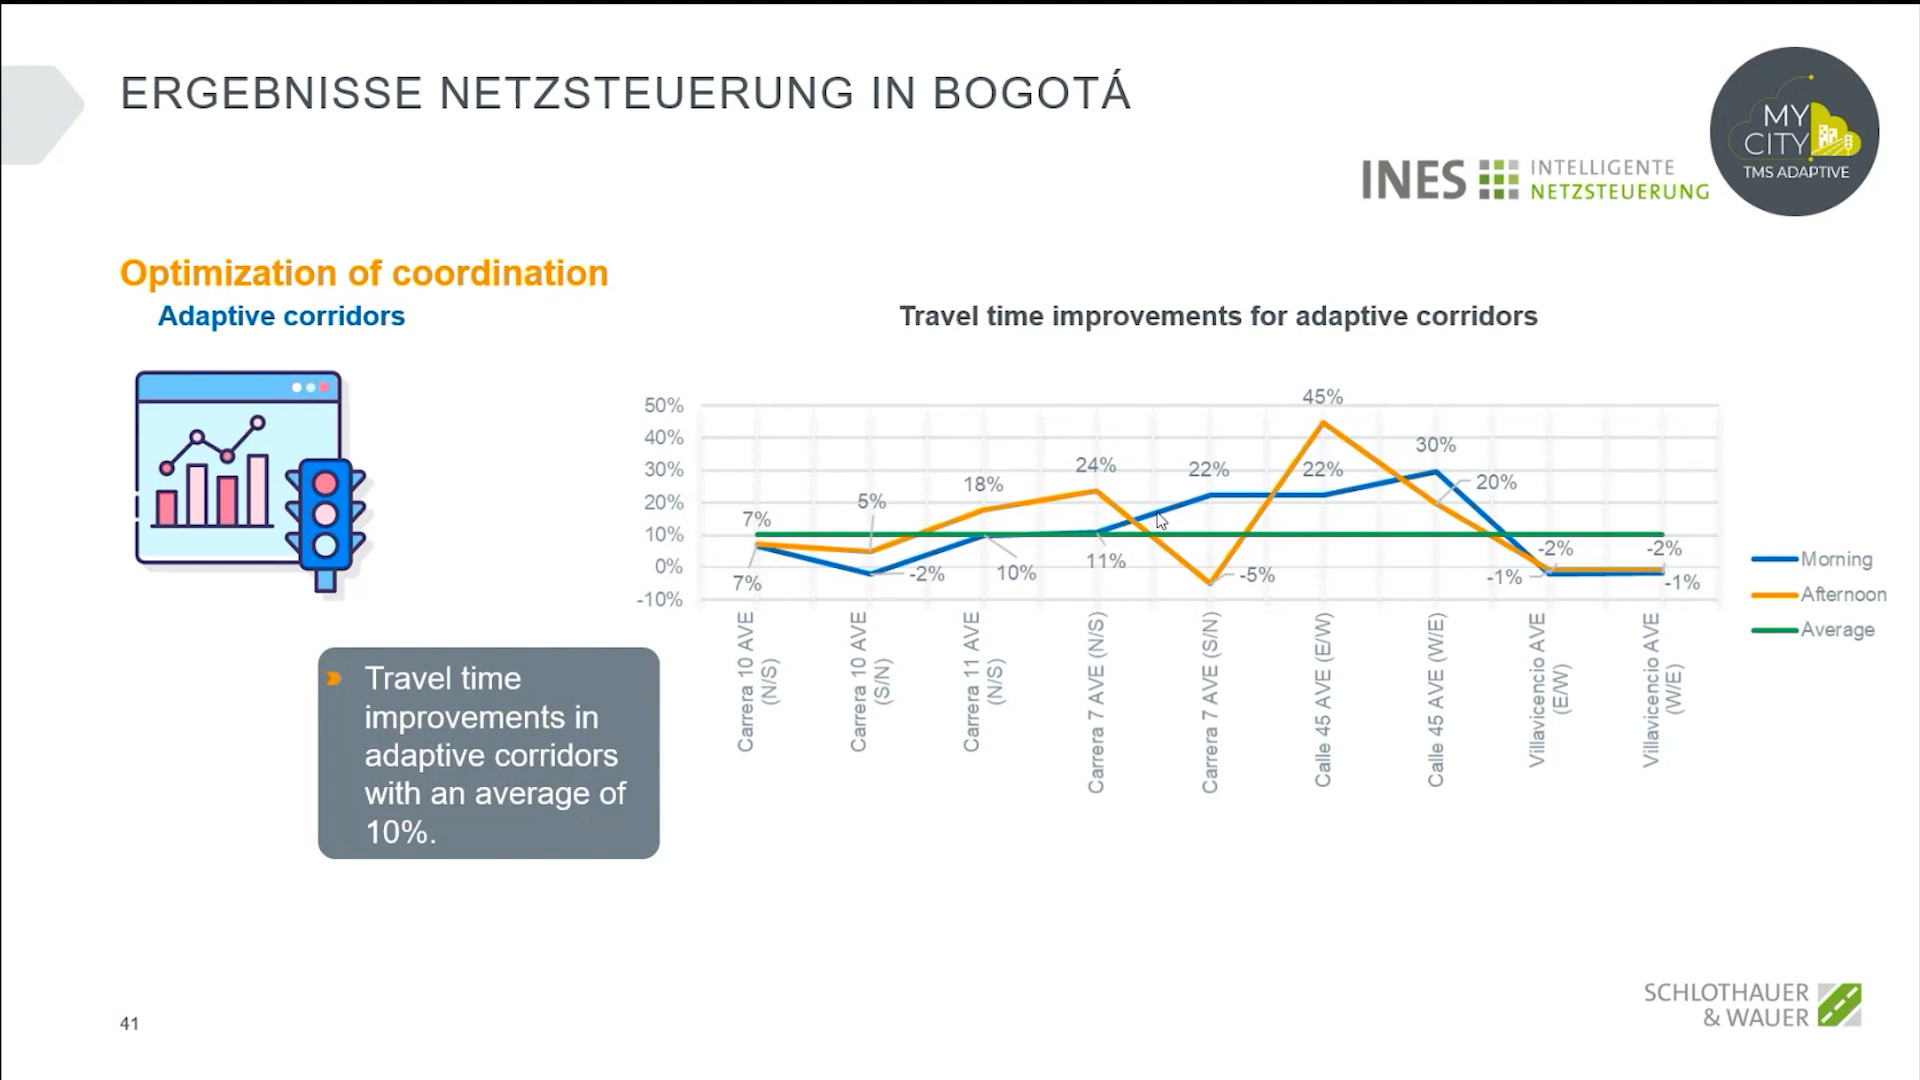 ERGEBNISSE NETZSTEUERUNG IN BOGOTÁ
MY
CITY
TMS ADAPTIVE
INES INTELLIGENTE
NETZSTEUERUNG
Optimization of coordination
Adaptive corridors
Travel time improvements for adaptive corridors
50%
40%
30%
20%
10%
0%
-10%
7%
7%
5%
-2%
18%
10%
24%
11%
22%
-5%
45%
22%
30%
20%
-2%
-1%
-2%
-1%
Carrera 10 AVE
(N/S)
Carrera 10 AVE
(S/N)
Carrera 11 AVE
(N/S)
Carrera 7 AVE (N/S)
Carrera 7 AVE (S/N)
Calle 45 AVE (E/W)
Calle 45 AVE (W/E)
Villavicencio AVE
(E/W)
Villavicencio AVE
(W/E)
Morning
Afternoon
Average
Travel time
improvements in
adaptive corridors
with an average of
10%.
41
SCHLOTHAUER
& WAUER